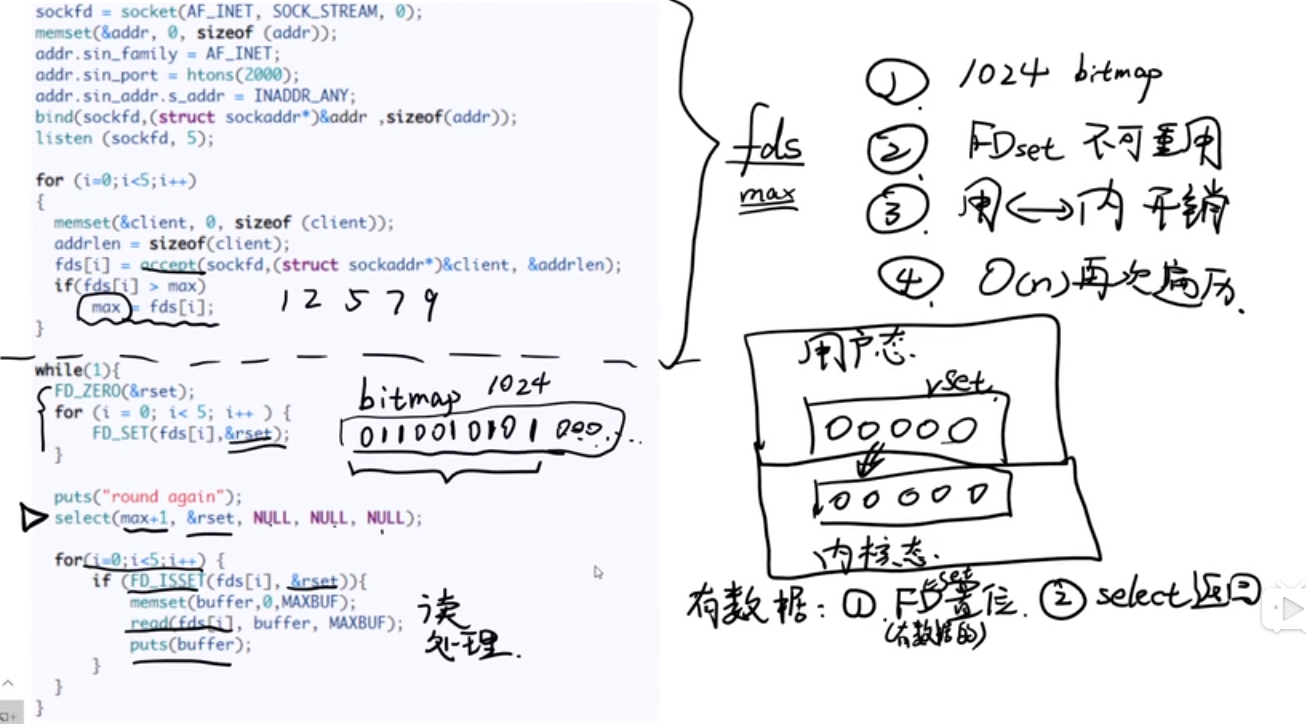 sockfd = socket(AF_INET, SOCK_STREAM, 0);
memset(&addr, 0, sizeof (addr));
addr.sin_family = AF_INET;
addr.sin_port = htons(2000);
addr.sin_addr.s_addr = INADDR_ANY;
bind(sockfd,(struct sockaddr*)&addr ,sizeof(addr));
listen (sockfd, 5);
for (i=0;i<5;i++)
{
memset(&client, 0, sizeof (client));
addrlen = sizeof(client);
fds[i] = accept(sockfd,(struct sockaddr*)&client, &addrlen);
if(fds[i] > max)
max = fds[i];
1 2 5 7 9
}
while(1){
FD_ZERO(&rset);
for (i = 0; i< 5; i++ ) {
FD_SET(fds[i],&rset);
}
bitmap 1024
0110010101 000...
puts("round again");
select(max+1, &rset, NULL, NULL, NULL);
for(i=0;i<5;i++) {
if (FD_ISSET(fds[i], &rset)){
memset(buffer,0,MAXBUF);
read(fds[i], buffer, MAXBUF);
puts(buffer);
}
}
}
读
处理.
fds
max
① 1024 bitmap
② FDset 不可重用
③ 用<->内 开销
④ O(n)再次遍历.
用户态.
rset.
00000
00000
内核态.
有数据: ① FD置位. ② select返回
set
(有数据的)